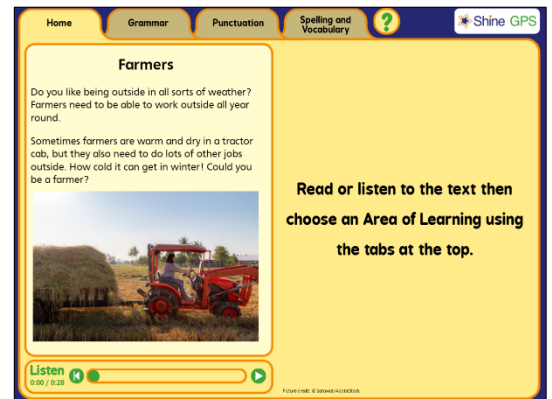 Home
Grammar
Punctuation
Spelling and
Vocabulary
?
Shine GPS
Farmers
Do you like being outside in all sorts of weather?
Farmers need to be able to work outside all year
round.
Sometimes farmers are warm and dry in a tractor
cab, but they also need to do lots of other jobs
outside. How cold it can get in winter! Could you
be a farmer?
Read or listen to the text then
choose an Area of Learning using
the tabs at the top.
Listen
0:00 / 0:28
Picture credit: ©